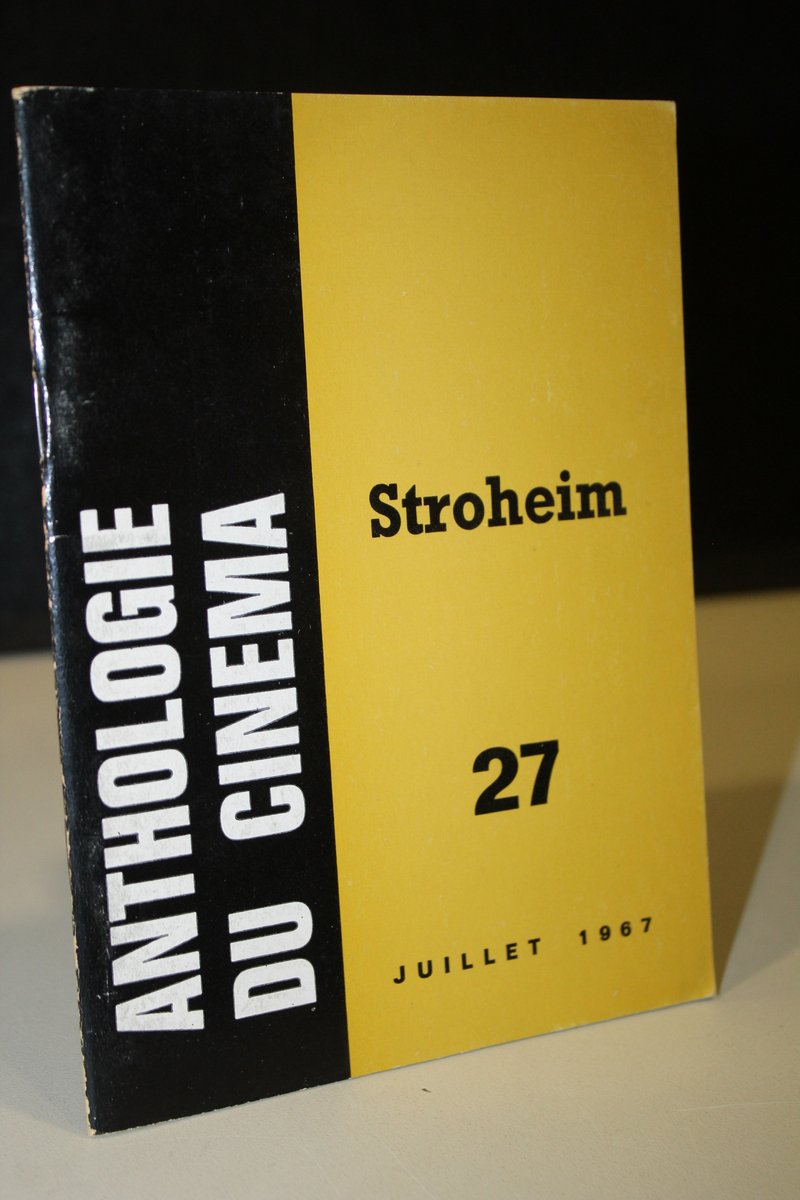 ANTHOLOGIE
DU CINEMA
Stroheim
27
JUILLET 1967